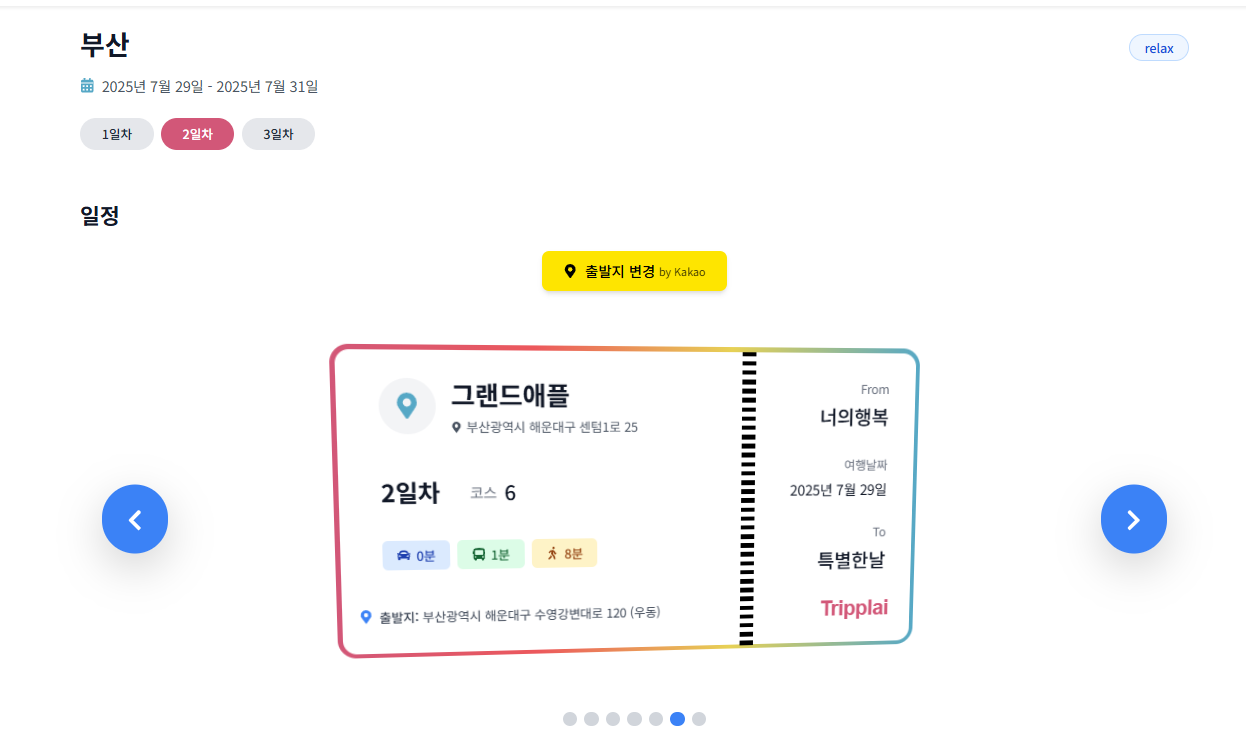 부산
relax
2025년 7월 29일 - 2025년 7월 31일
1일차 2일차 3일차
일정
출발지 변경 by Kakao
그랜드애플
부산광역시 해운대구 센텀1로 25
2일차 코스 6
0분 1분 8분
출발지: 부산광역시 해운대구 수영강변대로 120 (우동)
From
너의행복
여행날짜
2025년 7월 29일
To
특별한날
Tripplai